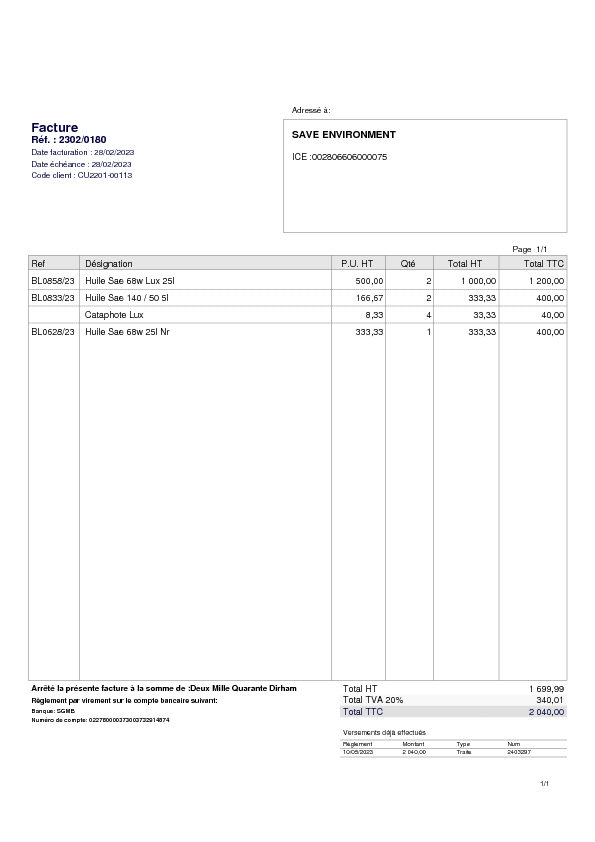 Adressé à:
Facture
Réf. : 2302/0180
Date facturation : 28/02/2023
Date échéance : 28/02/2023
Code client : CU2201-00113
SAVE ENVIRONMENT
ICE :002806606000075
Page 1/1
Ref Désignation P.U. HT Qté Total HT Total TTC
BL0858/23 Huile Sae 68w Lux 25l 500,00 2 1 000,00 1 200,00
BL0833/23 Huile Sae 140 / 50 5l 166,67 2 333,33 400,00
Cataphote Lux 8,33 4 33,33 40,00
BL0628/23 Huile Sae 68w 25l Nr 333,33 1 333,33 400,00
Arrêté la présente facture à la somme de :Deux Mille Quarante Dirham
Règlement par virement sur le compte bancaire suivant:
Banque: SGMB
Numéro de compte:
Total HT 1 699,99
Total TVA 20% 340,01
Total TTC 2 040,00
Versements déjà effectués
Règlement Montant Type Num
10/05/2023 2 040,00 Traite 2403297
1/1